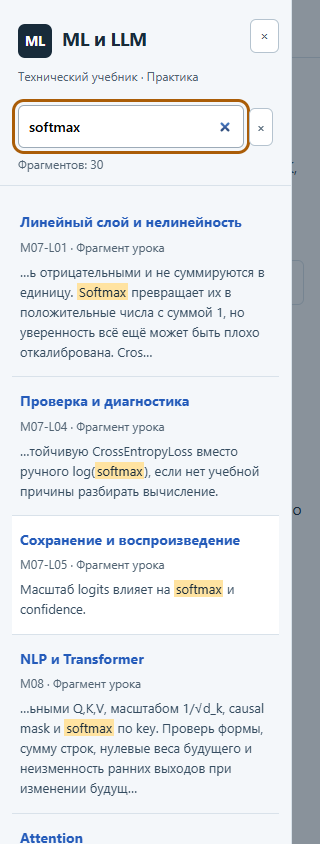 ML ML и LLM ×
Технический учебник · Практика
softmax × ×
Фрагментов: 30
Линейный слой и нелинейность
M07-L01 · Фрагмент урока
...ь отрицательными и не суммируются в
единицу. Softmax превращает их в
положительные числа с суммой 1, но
уверенность всё ещё может быть плохо
откалибрована. Cros...
Проверка и диагностика
M07-L04 · Фрагмент урока
...тойчивую CrossEntropyLoss вместо
ручного log(softmax), если нет учебной
причины разбирать вычисление.
Сохранение и воспроизведение
M07-L05 · Фрагмент урока
Масштаб logits влияет на softmax и
confidence.
NLP и Transformer
M08 · Фрагмент урока
...ьными Q,K,V, масштабом 1/√d_k, causal
mask и softmax по key. Проверь формы,
сумму строк, нулевые веса будущего и
неизменность ранних выходов при
изменении будущ...
Attention